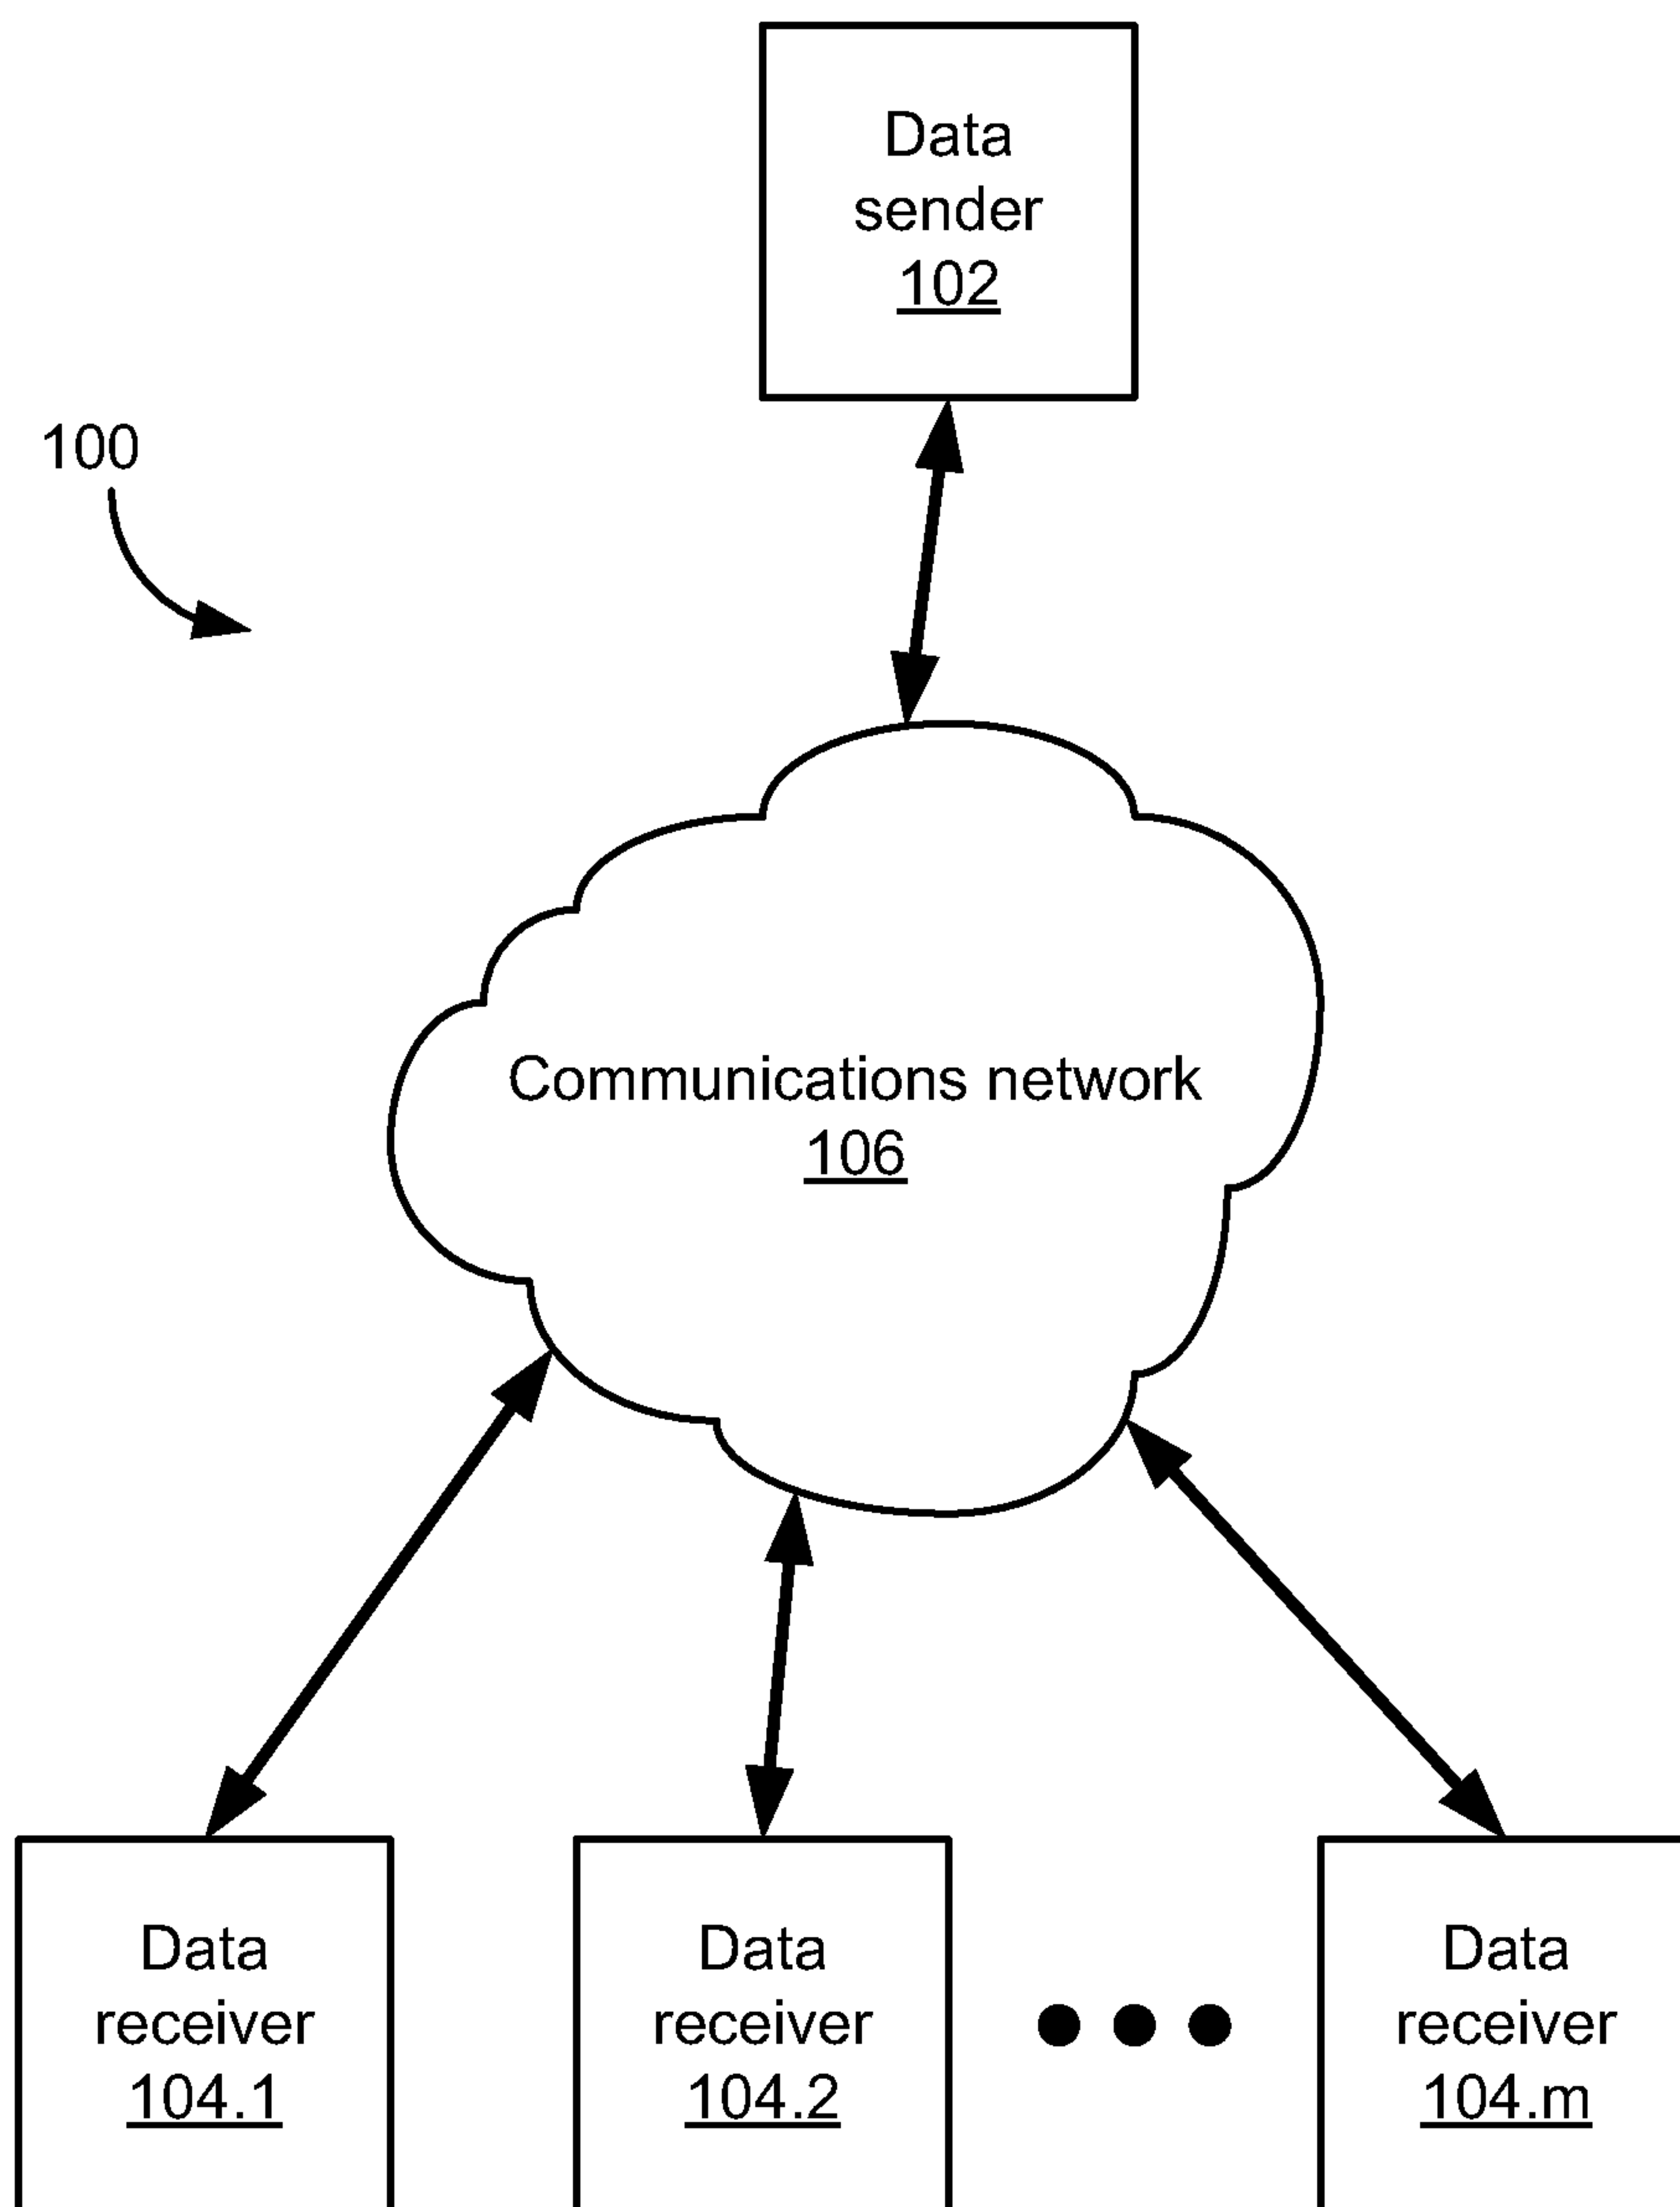 Data
sender
102
100
Communications network
106
Data
receiver
104.1
Data
receiver
104.2
Data
receiver
104.m